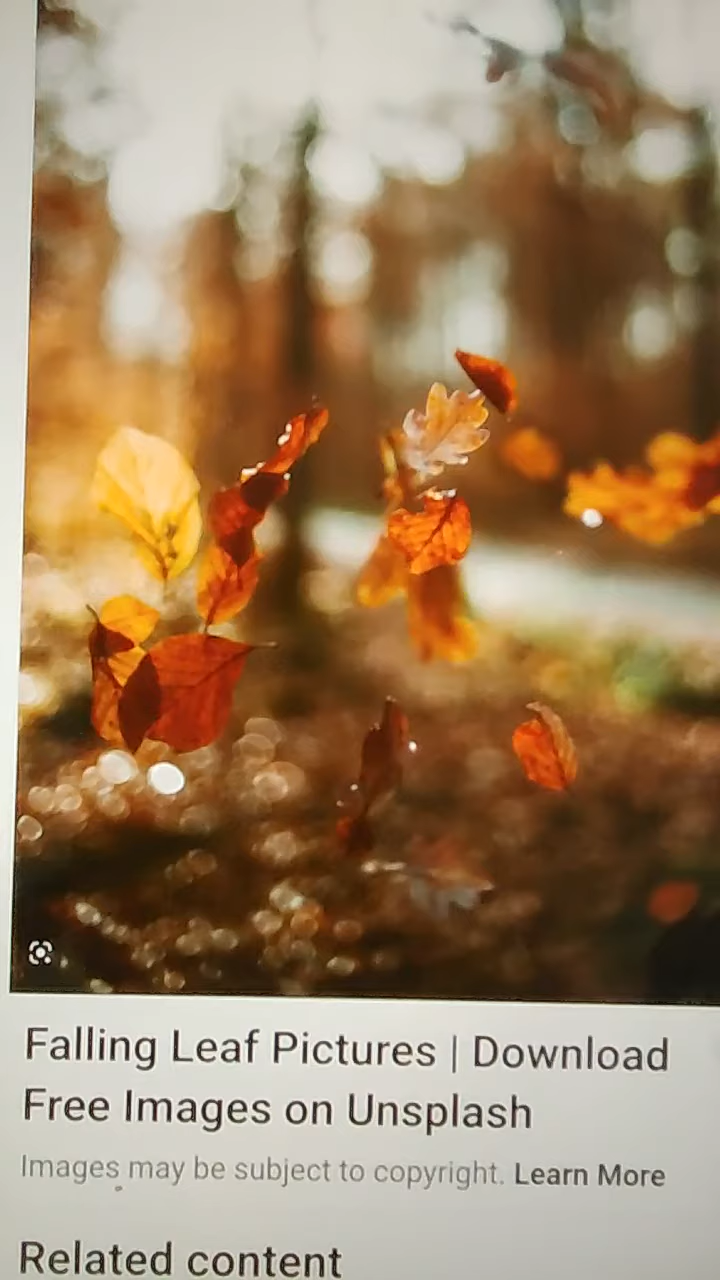 Falling Leaf Pictures | Download
Free Images on Unsplash
Images may be subject to copyright. Learn More
Related content